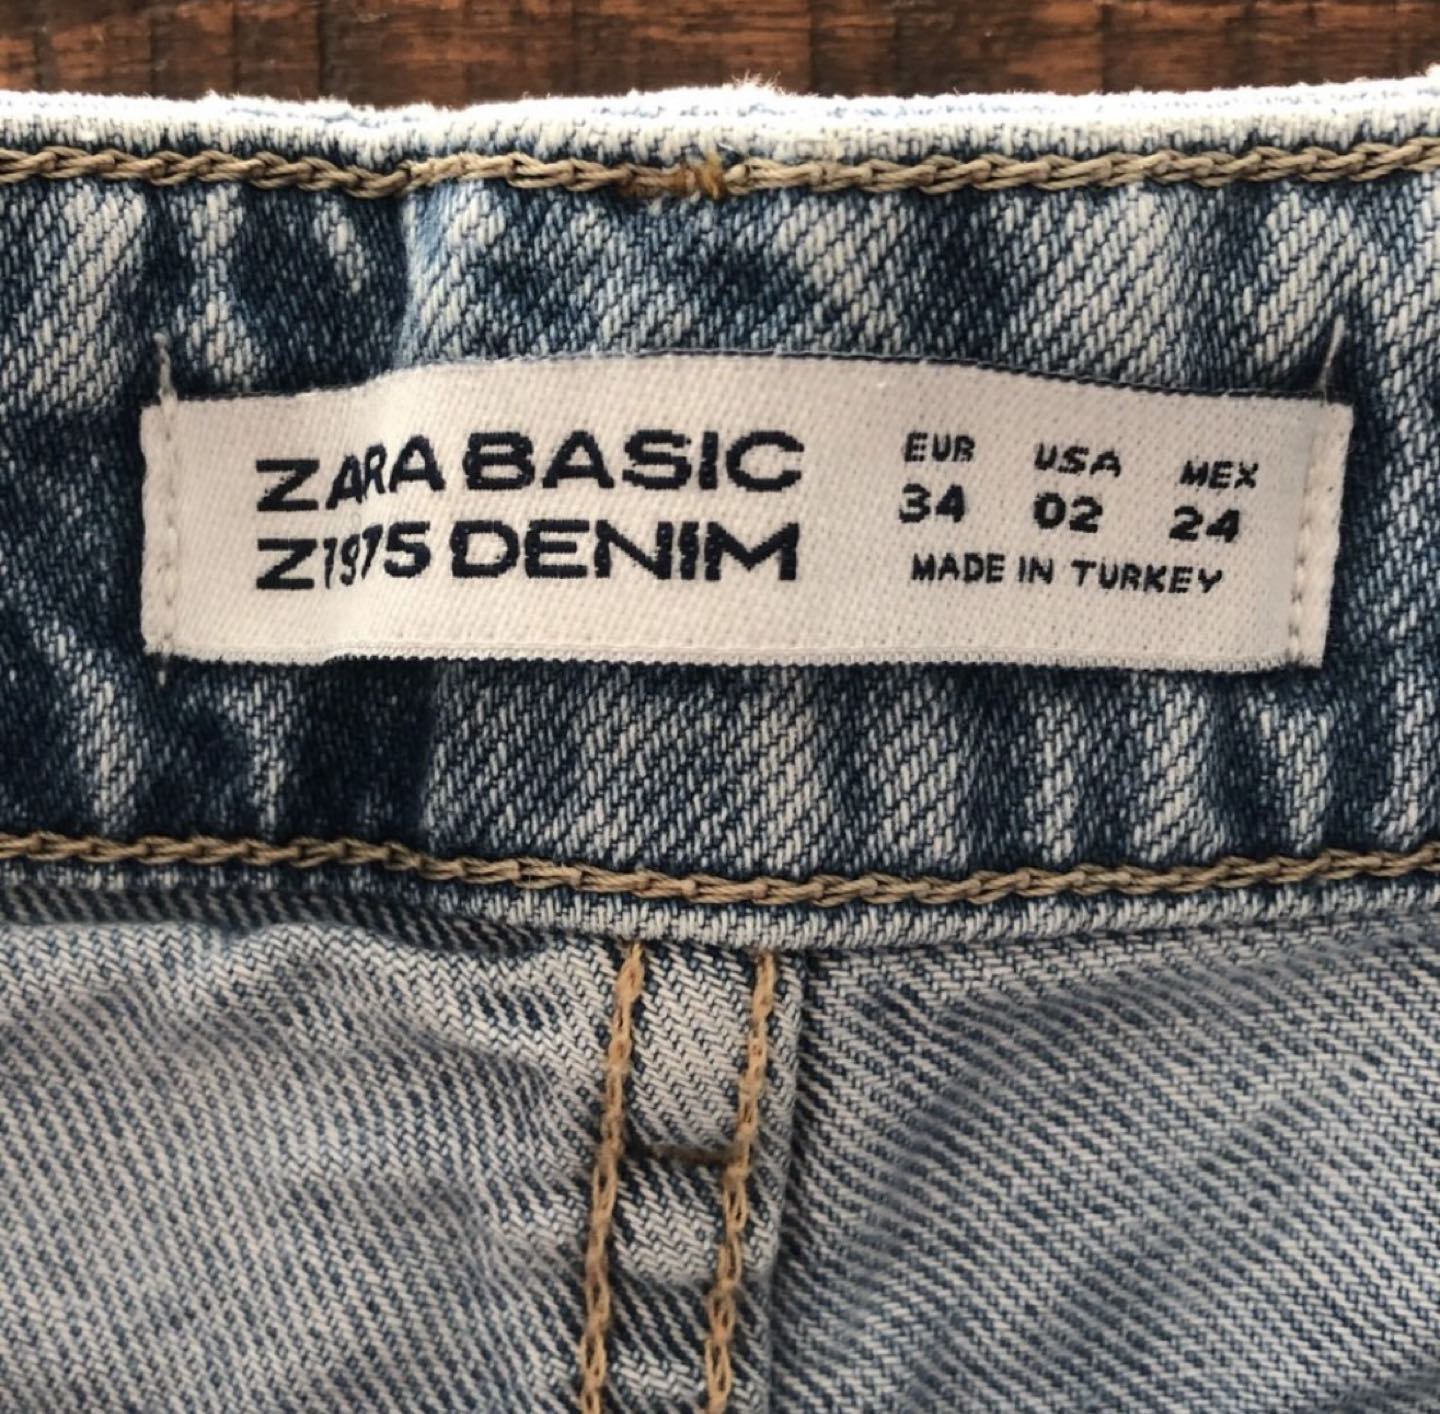 ZARA BASIC
Z1975 DENIM
EUR USA MEX
34 02 24
MADE IN TURKEY